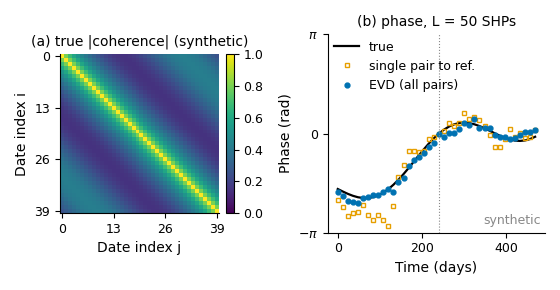 (a) true |coherence| (synthetic)
Date index i
0
13
26
39
0
13
26
39
Date index j
1.0
0.8
0.6
0.4
0.2
0.0
(b) phase, L = 50 SHPs
Phase (rad)
π
0
−π
true
single pair to ref.
EVD (all pairs)
synthetic
0
200
400
Time (days)